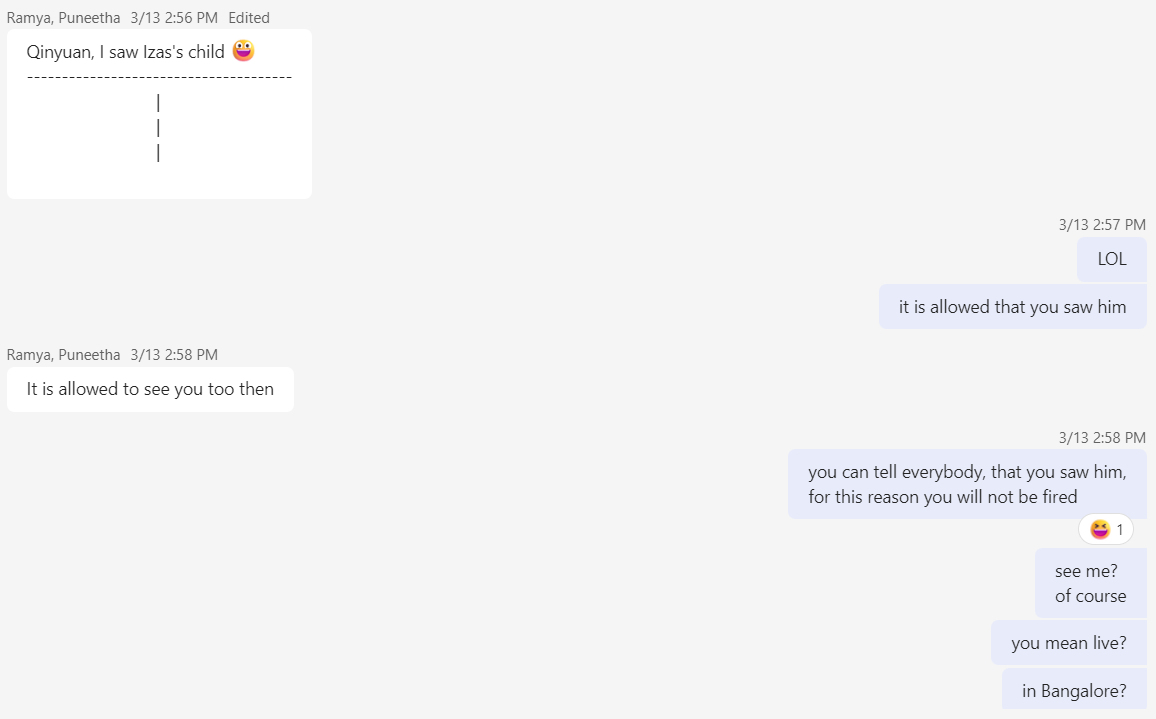 Ramya, Puneetha 3/13 2:56 PM Edited
Qinyuan, I saw Izas's child 😀
--------------------------------------
|
|
|
3/13 2:57 PM
LOL
it is allowed that you saw him
Ramya, Puneetha 3/13 2:58 PM
It is allowed to see you too then
3/13 2:58 PM
you can tell everybody, that you saw him,
for this reason you will not be fired
😆 1
see me?
of course
you mean live?
in Bangalore?